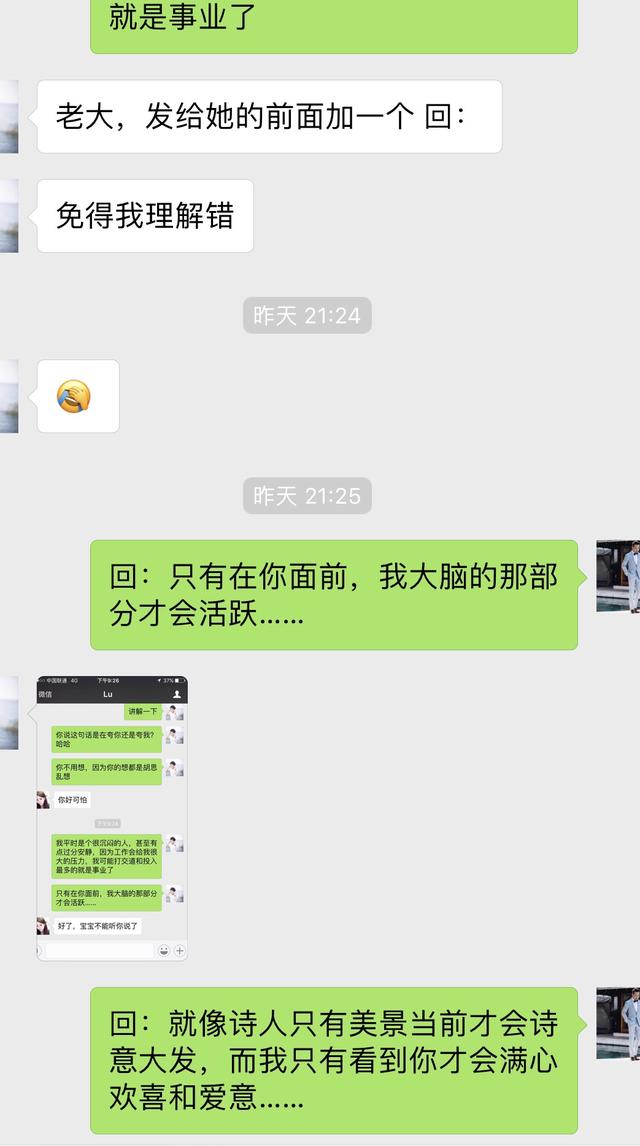 就是事业了
老大，发给她的前面加一个 回：
免得我理解错
昨天 21:24
昨天 21:25
回：只有在你面前，我大脑的那部
分才会活跃……
中国联通 4G 下午9:26 37%
微信 Lu
讲解一下
你说这句话是在夸你还是夸我？
哈哈
你不用想，因为你的想都是胡思
乱想
你好可怕
下午9:24
我平时是个很沉闷的人，甚至有
点过分安静，因为工作会给我很
大的压力，我可能打交道和投入
最多的就是事业了
只有在你面前，我大脑的那部分
才会活跃……
好了，宝宝不能听你说了
回：就像诗人只有美景当前才会诗
意大发，而我只有看到你才会满心
欢喜和爱意……